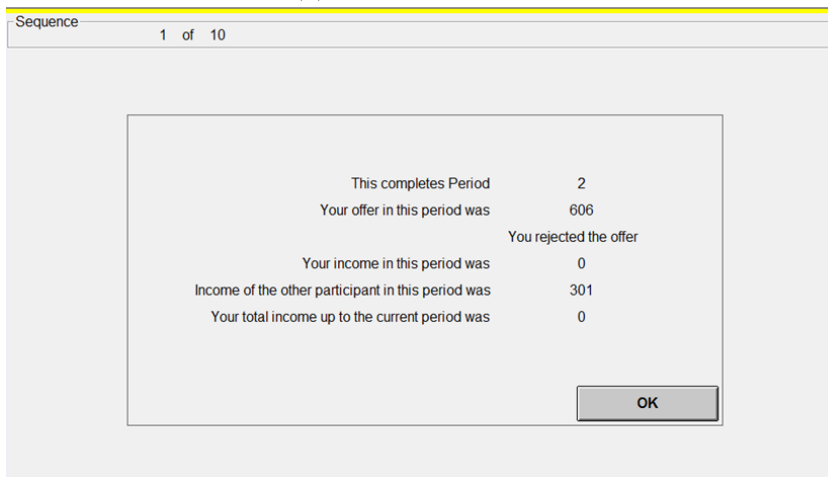 Sequence
1 of 10
This completes Period 2
Your offer in this period was 606
You rejected the offer
Your income in this period was 0
Income of the other participant in this period was 301
Your total income up to the current period was 0
OK